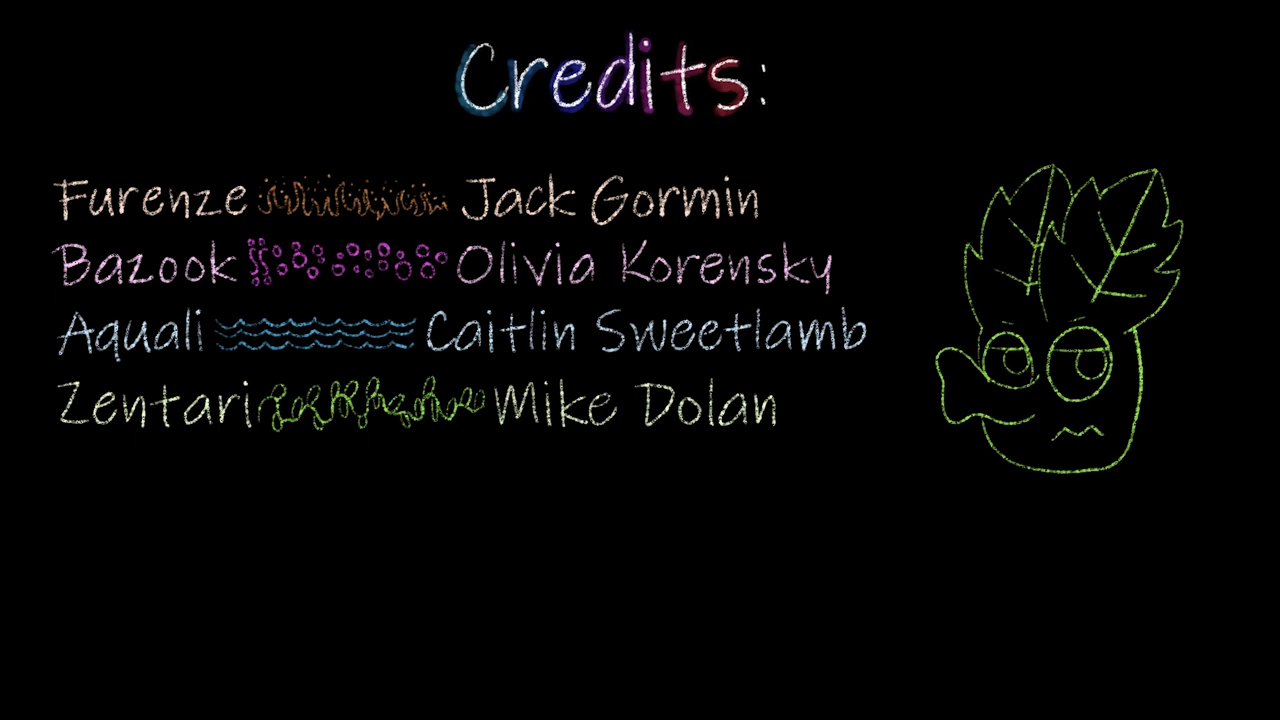 Credits:
Furenze Jack Gormin
Bazook Olivia Korensky
Aquali Caitlin Sweetlamb
Zentari Mike Dolan